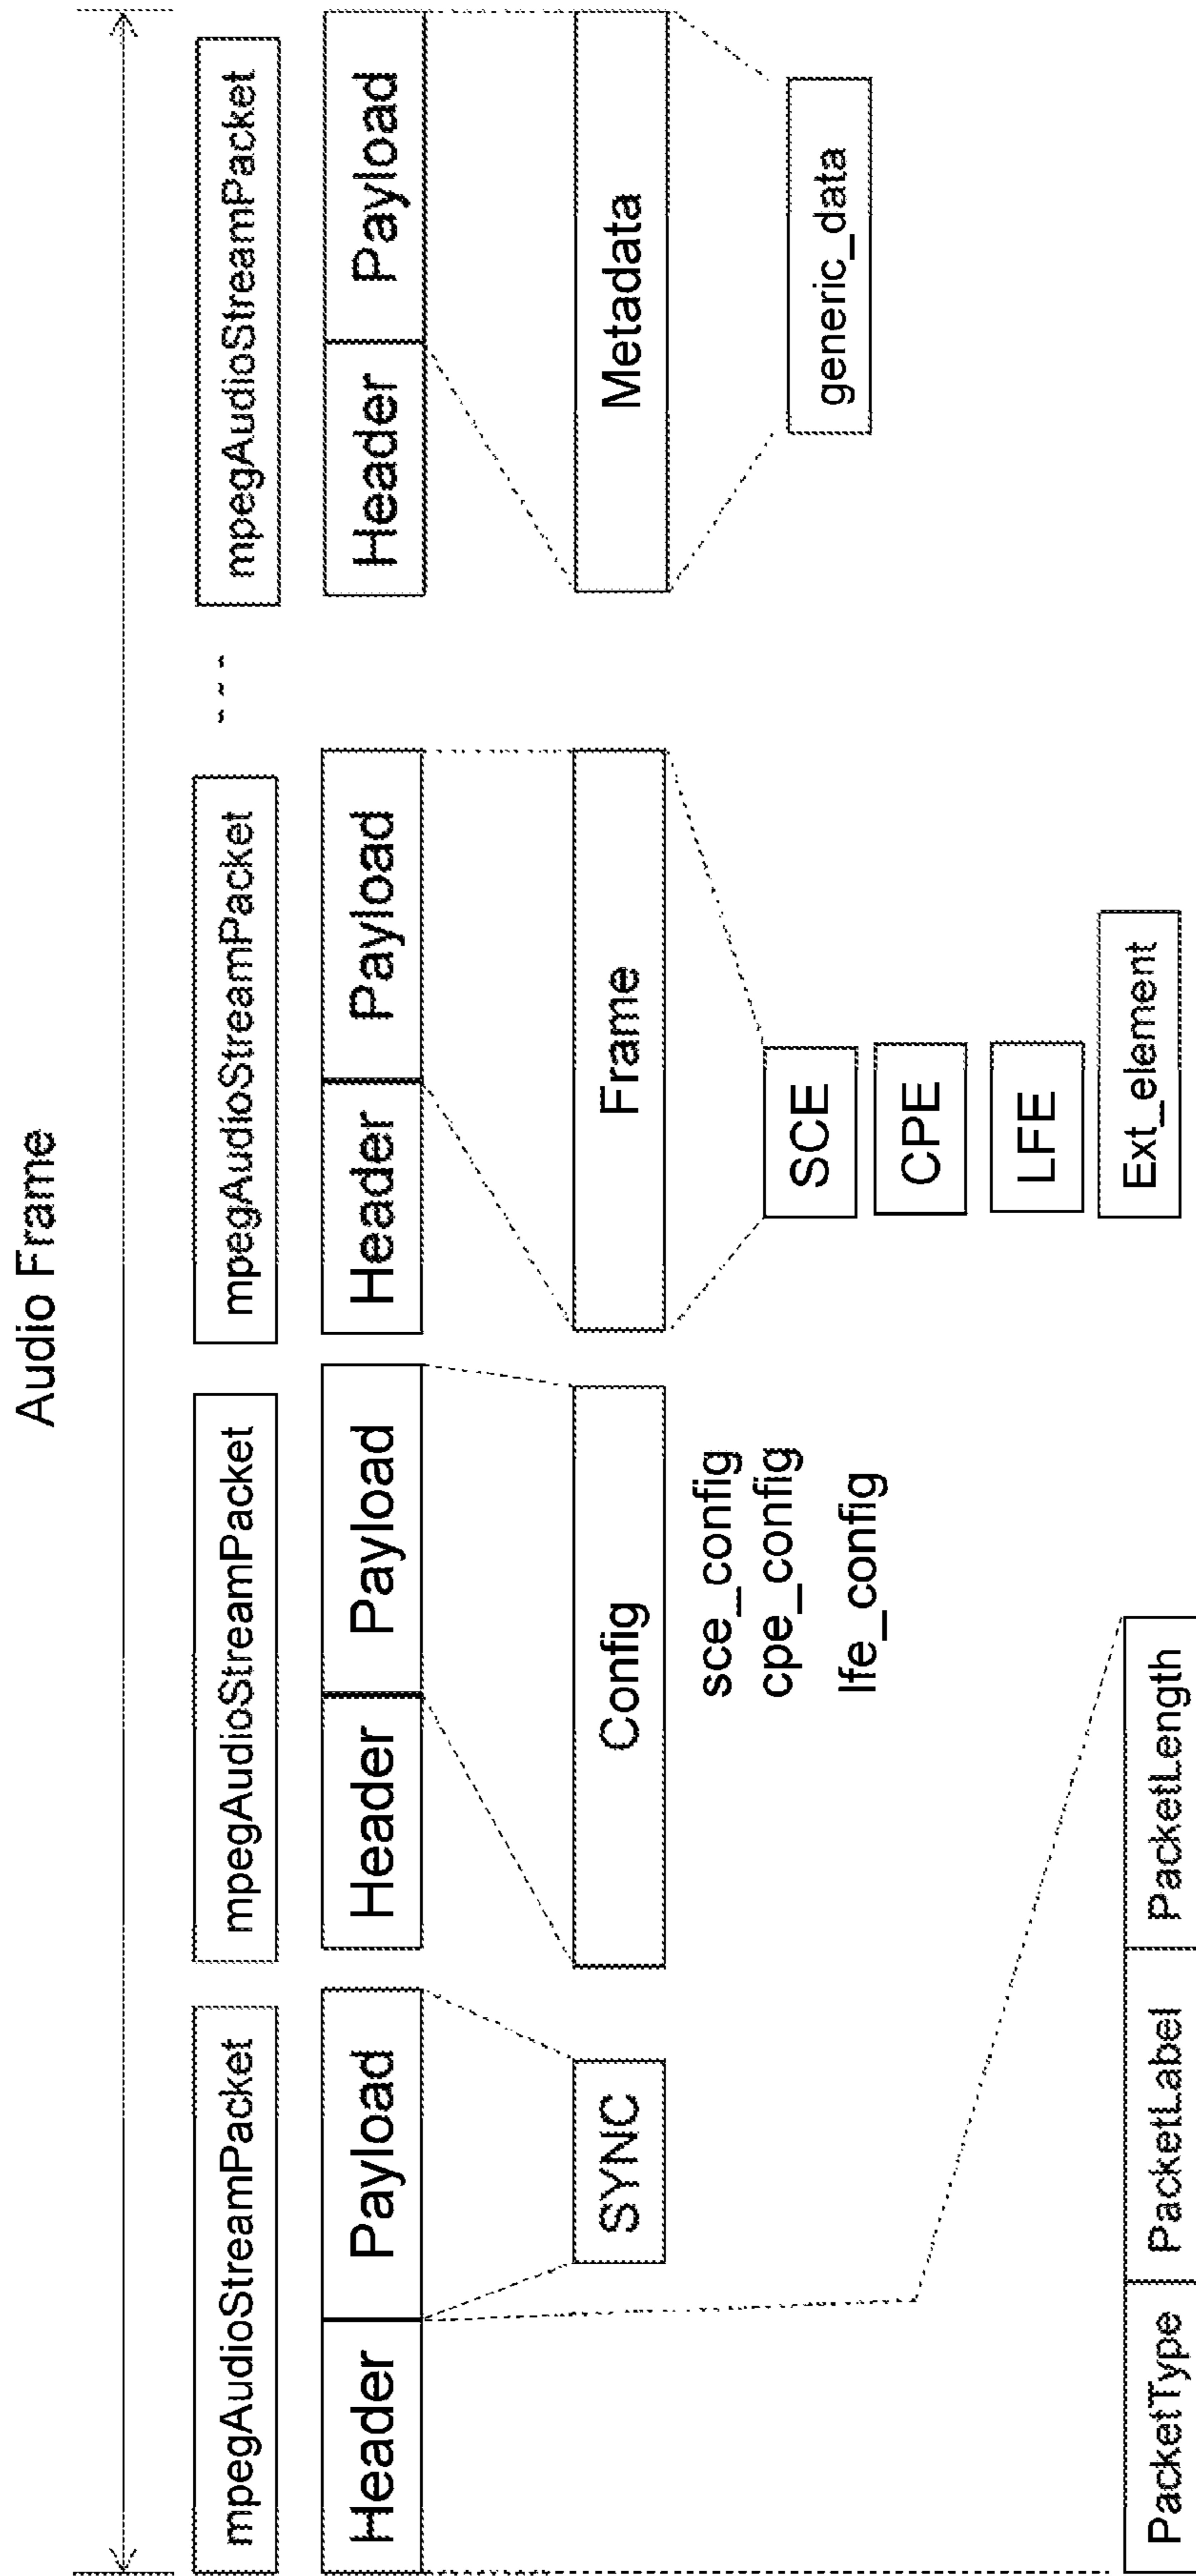 Audio Frame
mpegAudioStreamPacket
mpegAudioStreamPacket
mpegAudioStreamPacket
- - -
mpegAudioStreamPacket
Header
Payload
Header
Payload
Header
Payload
Header
Payload
SYNC
Config
Frame
Metadata
sce_config
cpe_config
lfe_config
SCE
CPE
LFE
Ext_element
generic_data
PacketType
PacketLabel
PacketLength